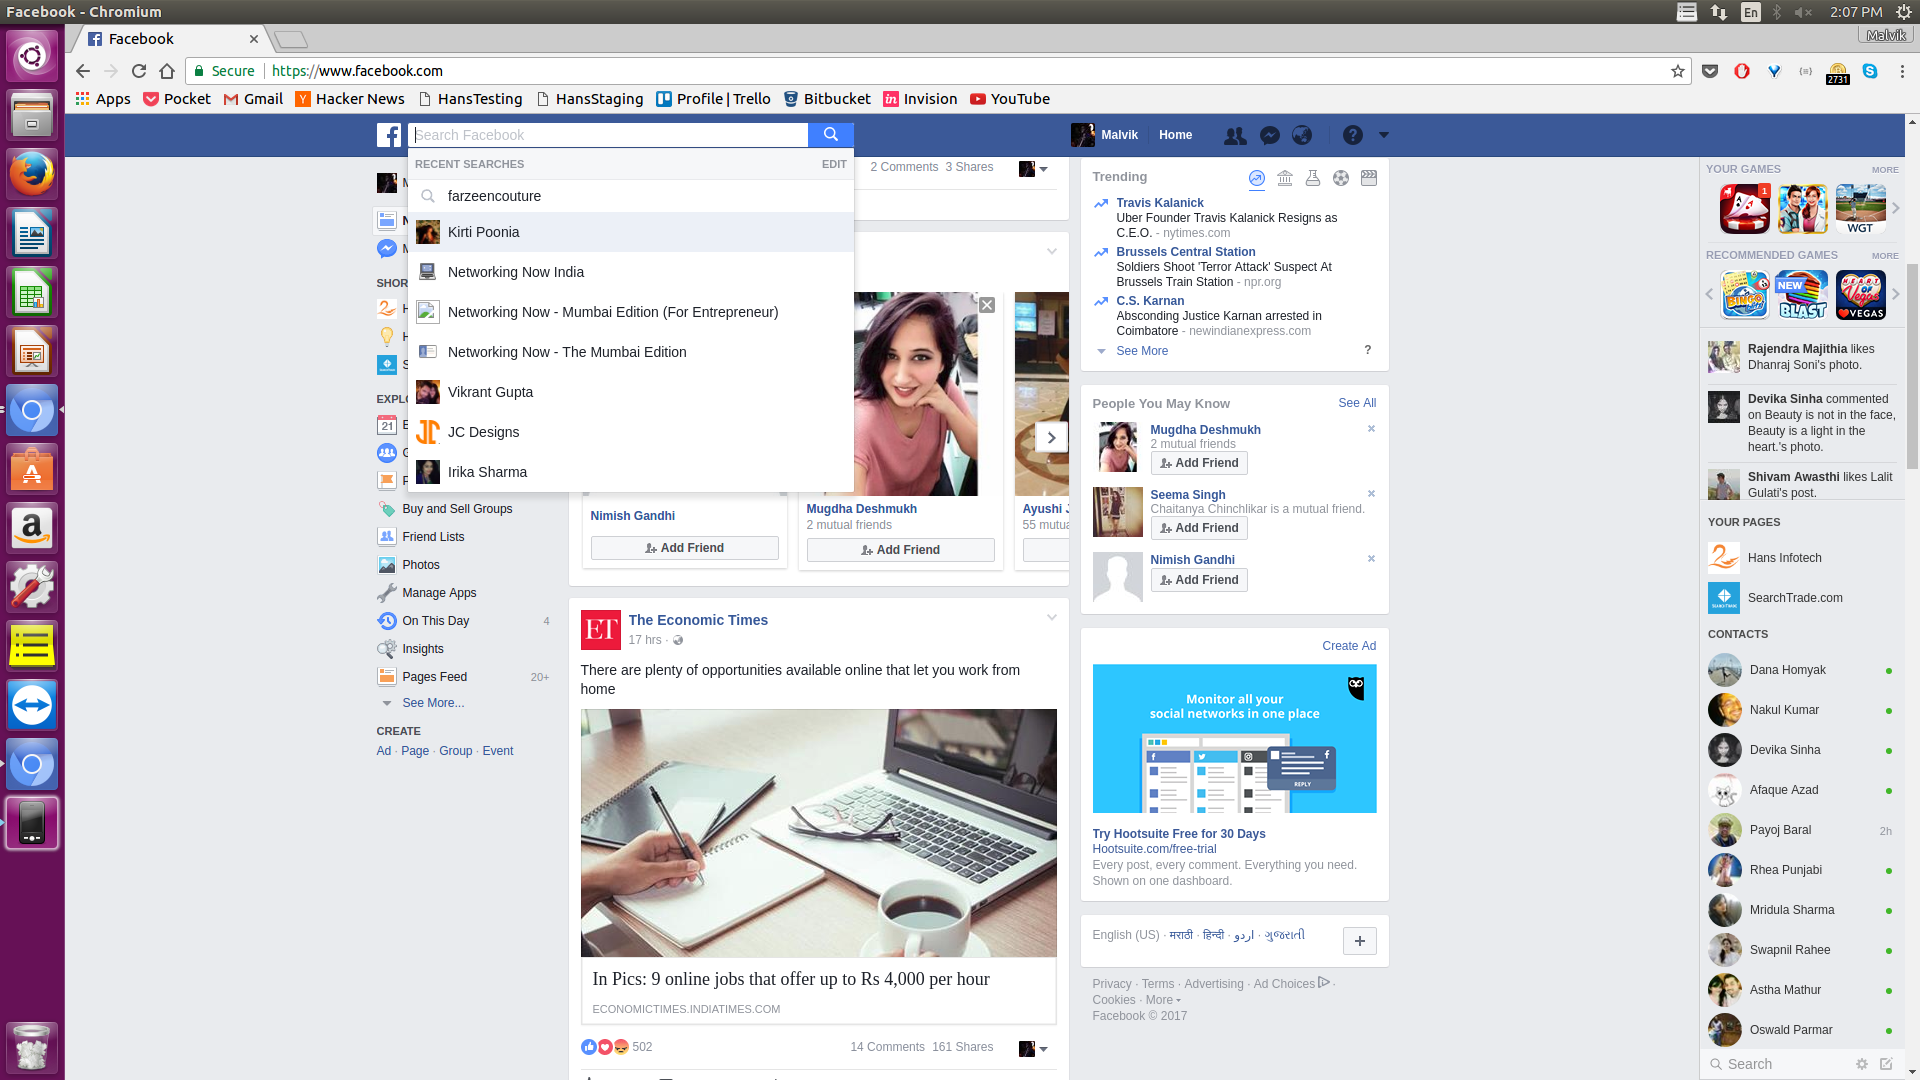 Facebook - Chromium
En
2:07 PM
Facebook
Malvik
Secure
https://www.facebook.com
2731
Apps
Pocket
Gmail
Hacker News
HansTesting
HansStaging
Profile | Trello
Bitbucket
Invision
YouTube
Search Facebook
Malvik
Home
RECENT SEARCHES
EDIT
farzeencouture
Kirti Poonia
Networking Now India
Networking Now - Mumbai Edition (For Entrepreneur)
Networking Now - The Mumbai Edition
Vikrant Gupta
JC Designs
Irika Sharma
SHOR
EXPLO
21
Buy and Sell Groups
Friend Lists
Photos
Manage Apps
On This Day
4
Insights
Pages Feed
20+
See More...
CREATE
Ad · Page · Group · Event
2 Comments 3 Shares
Nimish Gandhi
Add Friend
Mugdha Deshmukh
2 mutual friends
Add Friend
Ayushi J
55 mutua
ET
The Economic Times
17 hrs ·
There are plenty of opportunities available online that let you work from
home
In Pics: 9 online jobs that offer up to Rs 4,000 per hour
ECONOMICTIMES.INDIATIMES.COM
502
14 Comments 161 Shares
Trending
Travis Kalanick
Uber Founder Travis Kalanick Resigns as
C.E.O. - nytimes.com
Brussels Central Station
Soldiers Shoot 'Terror Attack' Suspect At
Brussels Train Station - npr.org
C.S. Karnan
Absconding Justice Karnan arrested in
Coimbatore - newindianexpress.com
See More
?
People You May Know
See All
Mugdha Deshmukh
2 mutual friends
Add Friend
Seema Singh
Chaitanya Chinchlikar is a mutual friend.
Add Friend
Nimish Gandhi
Add Friend
Create Ad
Monitor all your
social networks in one place
REPLY
Try Hootsuite Free for 30 Days
Hootsuite.com/free-trial
Every post, every comment. Everything you need.
Shown on one dashboard.
English (US) · मराठी · हिन्दी · اردو · ગુજરાતી
Privacy · Terms · Advertising · Ad Choices ·
Cookies · More
Facebook © 2017
YOUR GAMES
MORE
1
WGT
RECOMMENDED GAMES
MORE
BINGO
NEW
BLAST
HEART OF VEGAS
VEGAS
Rajendra Majithia likes
Dhanraj Soni's photo.
Devika Sinha commented
on Beauty is not in the face,
Beauty is a light in the
heart.'s photo.
Shivam Awasthi likes Lalit
Gulati's post.
YOUR PAGES
Hans Infotech
SearchTrade.com
CONTACTS
Dana Homyak
Nakul Kumar
Devika Sinha
Afaque Azad
Payoj Baral
2h
Rhea Punjabi
Mridula Sharma
Swapnil Rahee
Astha Mathur
Oswald Parmar
Search